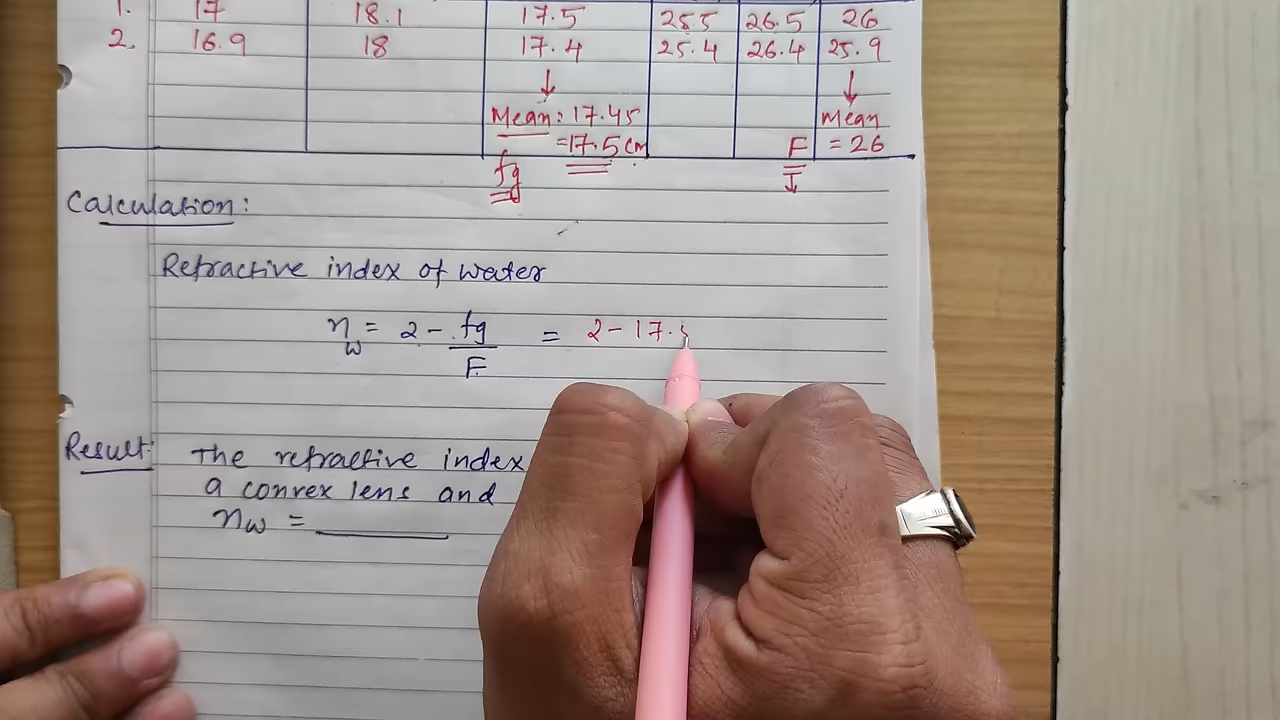 1. 17 18.1 17.5 25.5 26.5 26
2. 16.9 18 17.4 25.4 26.4 25.9
↓ ↓
Mean: 17.45 Mean
=17.5cm F = 26
fg ↓
Calculation:
Refractive index of water
nw = 2 - fg/F = 2 - 17.5
Result: The refractive index
a convex lens and
nw = ______